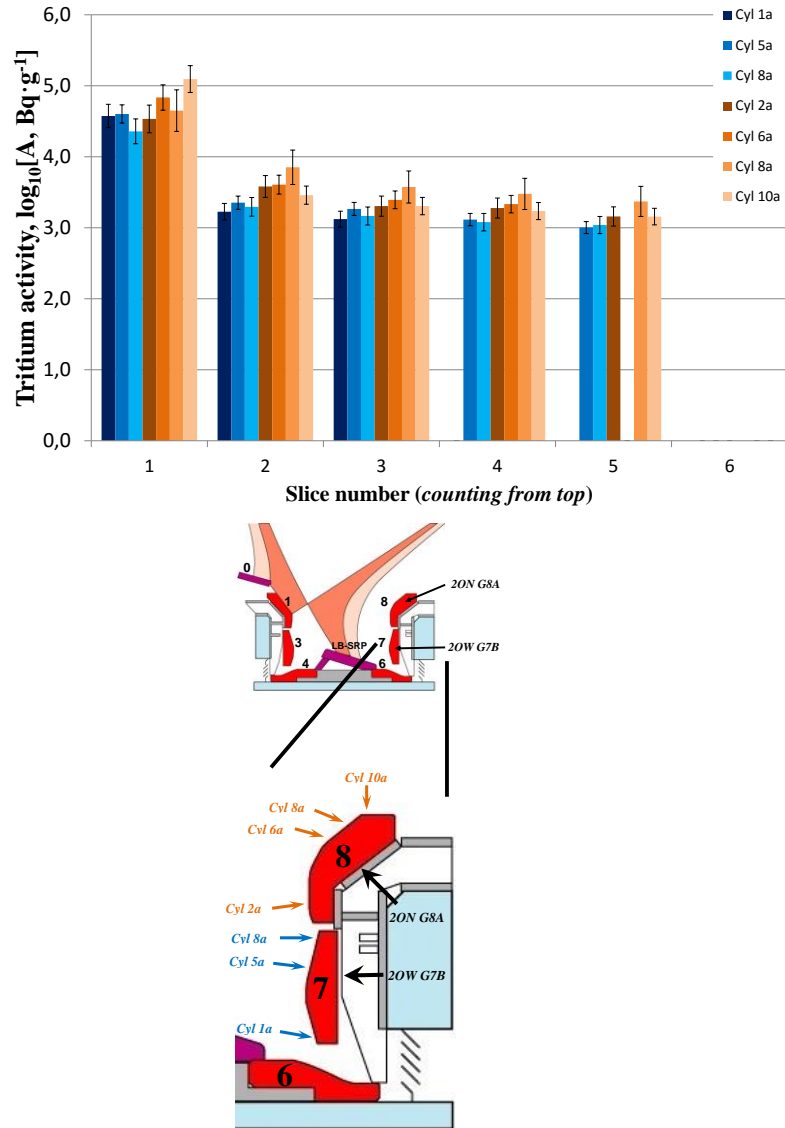 6,0
5,0
4,0
3,0
2,0
1,0
0,0
Tritium activity, log10[A, Bq·g-1]
1 2 3 4 5 6
Slice number (counting from top)
Cyl 1a
Cyl 5a
Cyl 8a
Cyl 2a
Cyl 6a
Cyl 8a
Cyl 10a
0
1
8
2ON G8A
3
LB-SRP
7
2OW G7B
4
6
Cyl 10a
Cyl 8a
Cyl 6a
8
Cyl 2a
2ON G8A
Cyl 8a
Cyl 5a
7
2OW G7B
Cyl 1a
6